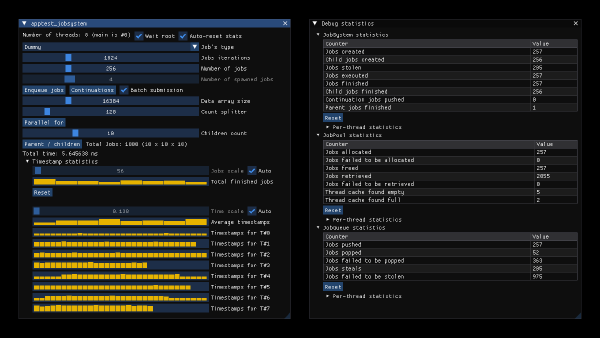 apptest_jobsystem
Number of threads: 8 (main is #0) Wait root Auto-reset stats
Dummy Job's type
1024 Jobs iterations
256 Number of jobs
4 Number of spawned jobs
Enqueue jobs Continuations Batch submission
16384 Data array size
128 Count splitter
Parallel for
10 Children count
Parent / children Total Jobs: 1000 (10 x 10 x 10)
Total time: 5.645630 ms
Timestamp statistics
56 Jobs scale Auto
Total finished jobs
Reset
0.130 Time scale Auto
Average timestamps
Timestamps for T#0
Timestamps for T#1
Timestamps for T#2
Timestamps for T#3
Timestamps for T#4
Timestamps for T#5
Timestamps for T#6
Timestamps for T#7
Debug statistics
JobSystem statistics
Counter Value
Jobs created 257
Child jobs created 256
Jobs stolen 205
Jobs executed 257
Jobs finished 257
Child jobs finished 256
Continuation jobs pushed 0
Parent jobs finished 1
Reset
Per-thread statistics
JobPool statistics
Counter Value
Jobs allocated 257
Jobs failed to be allocated 0
Jobs freed 257
Jobs retrieved 2055
Jobs failed to be retrieved 0
Thread cache found empty 5
Thread cache found full 2
Reset
Per-thread statistics
JobQueue statistics
Counter Value
Jobs pushed 257
Jobs popped 52
Jobs failed to be popped 363
Jobs steals 205
Jobs failed to be stolen 975
Reset
Per-thread statistics